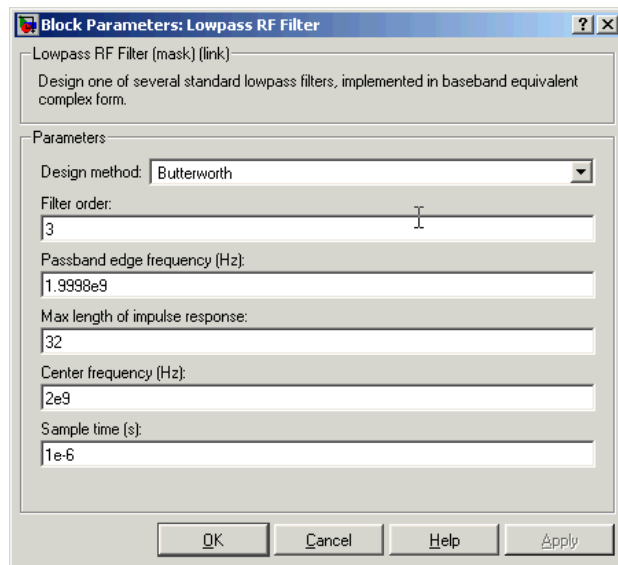 Block Parameters: Lowpass RF Filter
Lowpass RF Filter (mask) (link)
Design one of several standard lowpass filters, implemented in baseband equivalent
complex form.
Parameters
Design method: Butterworth
Filter order:
3
Passband edge frequency (Hz):
1.9998e9
Max length of impulse response:
32
Center frequency (Hz):
2e9
Sample time (s):
1e-6
OK Cancel Help Apply